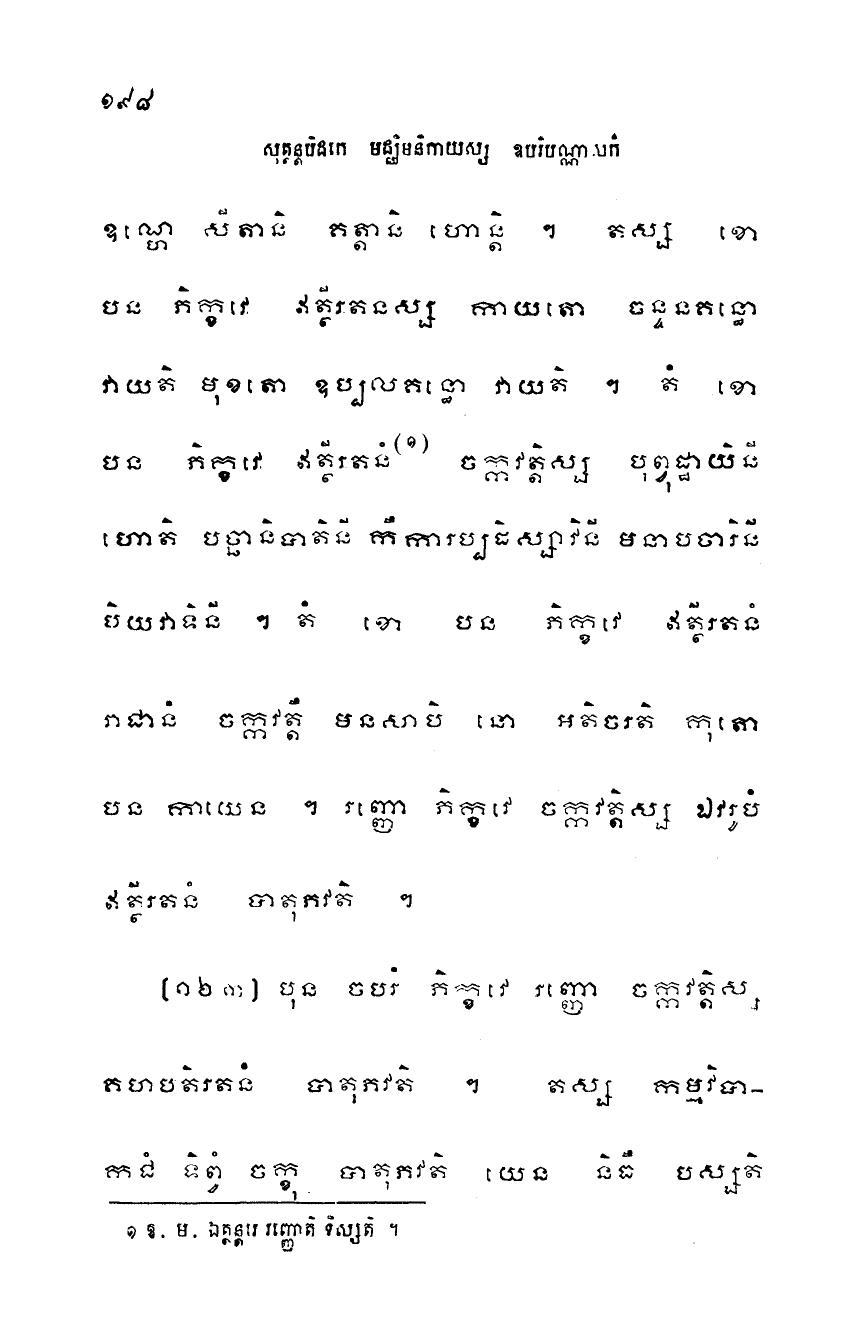 ១៩៨
សុត្តន្តបិដកេ មជ្ឈិមនិកាយស្ស ឧបរិបណ្ណាសកំ
ឧណ្ហេ សីតានិ គត្តានិ ហោន្តិ ។ តស្ស ខោ
បន ភិក្ខវេ ឥត្ថីរតនស្ស កាយតោ ចន្ទនគន្ធោ
វាយតិ មុខតោ ឧប្បលគន្ធោ វាយតិ ។ តំ ខោ
បន ភិក្ខវេ ឥត្ថីរតនំ(១) ចក្កវត្តិស្ស បុព្វុដ្ឋាយិនី
ហោតិ បច្ឆានិបាតិនី កឹការប្បដិស្សាវិនី មនាបចារិនី
បិយវាទិនី ។ តំ ខោ បន ភិក្ខវេ ឥត្ថីរតនំ
រាជានំ ចក្កវត្តឹ មនសាបិ នោ អតិចរតិ កុតោ
បន កាយេន ។ រញ្ញោ ភិក្ខវេ ចក្កវត្តិស្ស ឯវរូបំ
ឥត្ថីរតនំ បាតុភវតិ ។
(១២៣) បុន ចបរំ ភិក្ខវេ រញ្ញោ ចក្កវត្តិស្ស
គហបតិរតនំ បាតុភវតិ ។ តស្ស កម្មវិបា-
កជំ ទិព្វំ ចក្ខុ បាតុភវតិ យេន និធឹ បស្សតិ
១ ឱ. ម. ឯត្ថន្តរេ រញ្ញោតិ ទិស្សតិ ។